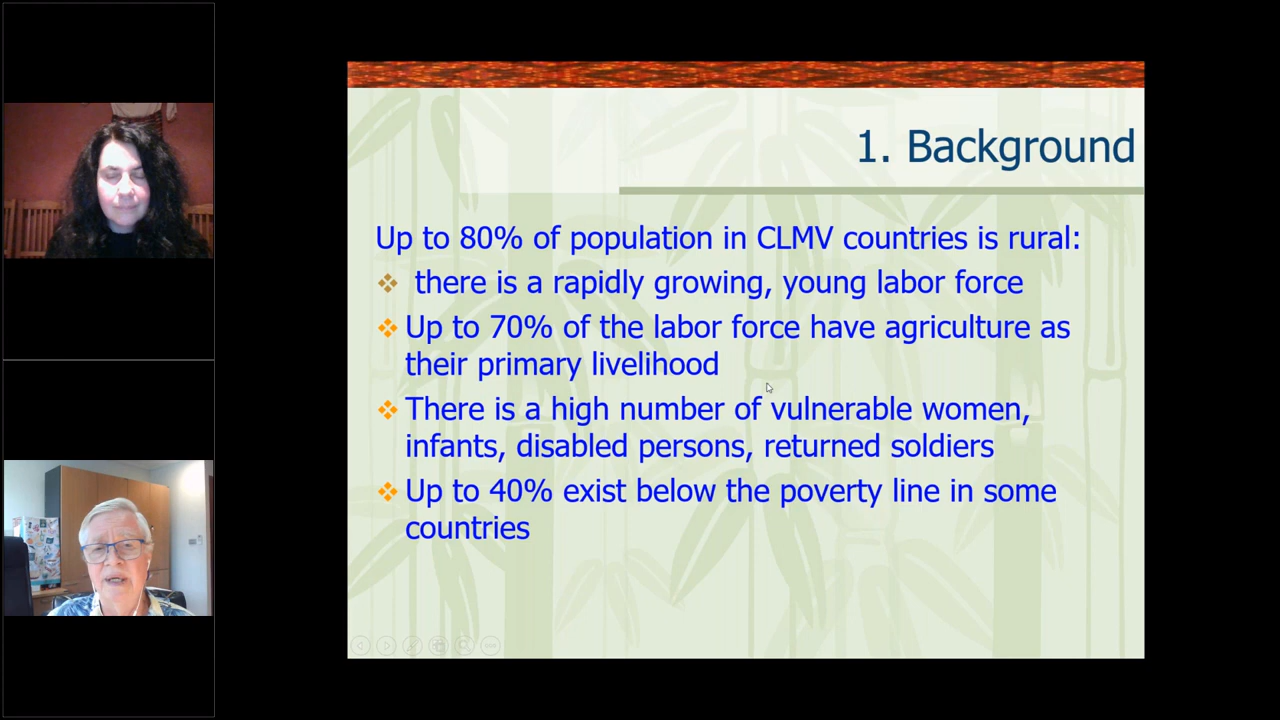 1. Background
Up to 80% of population in CLMV countries is rural:
there is a rapidly growing, young labor force
Up to 70% of the labor force have agriculture as
their primary livelihood
There is a high number of vulnerable women,
infants, disabled persons, returned soldiers
Up to 40% exist below the poverty line in some
countries